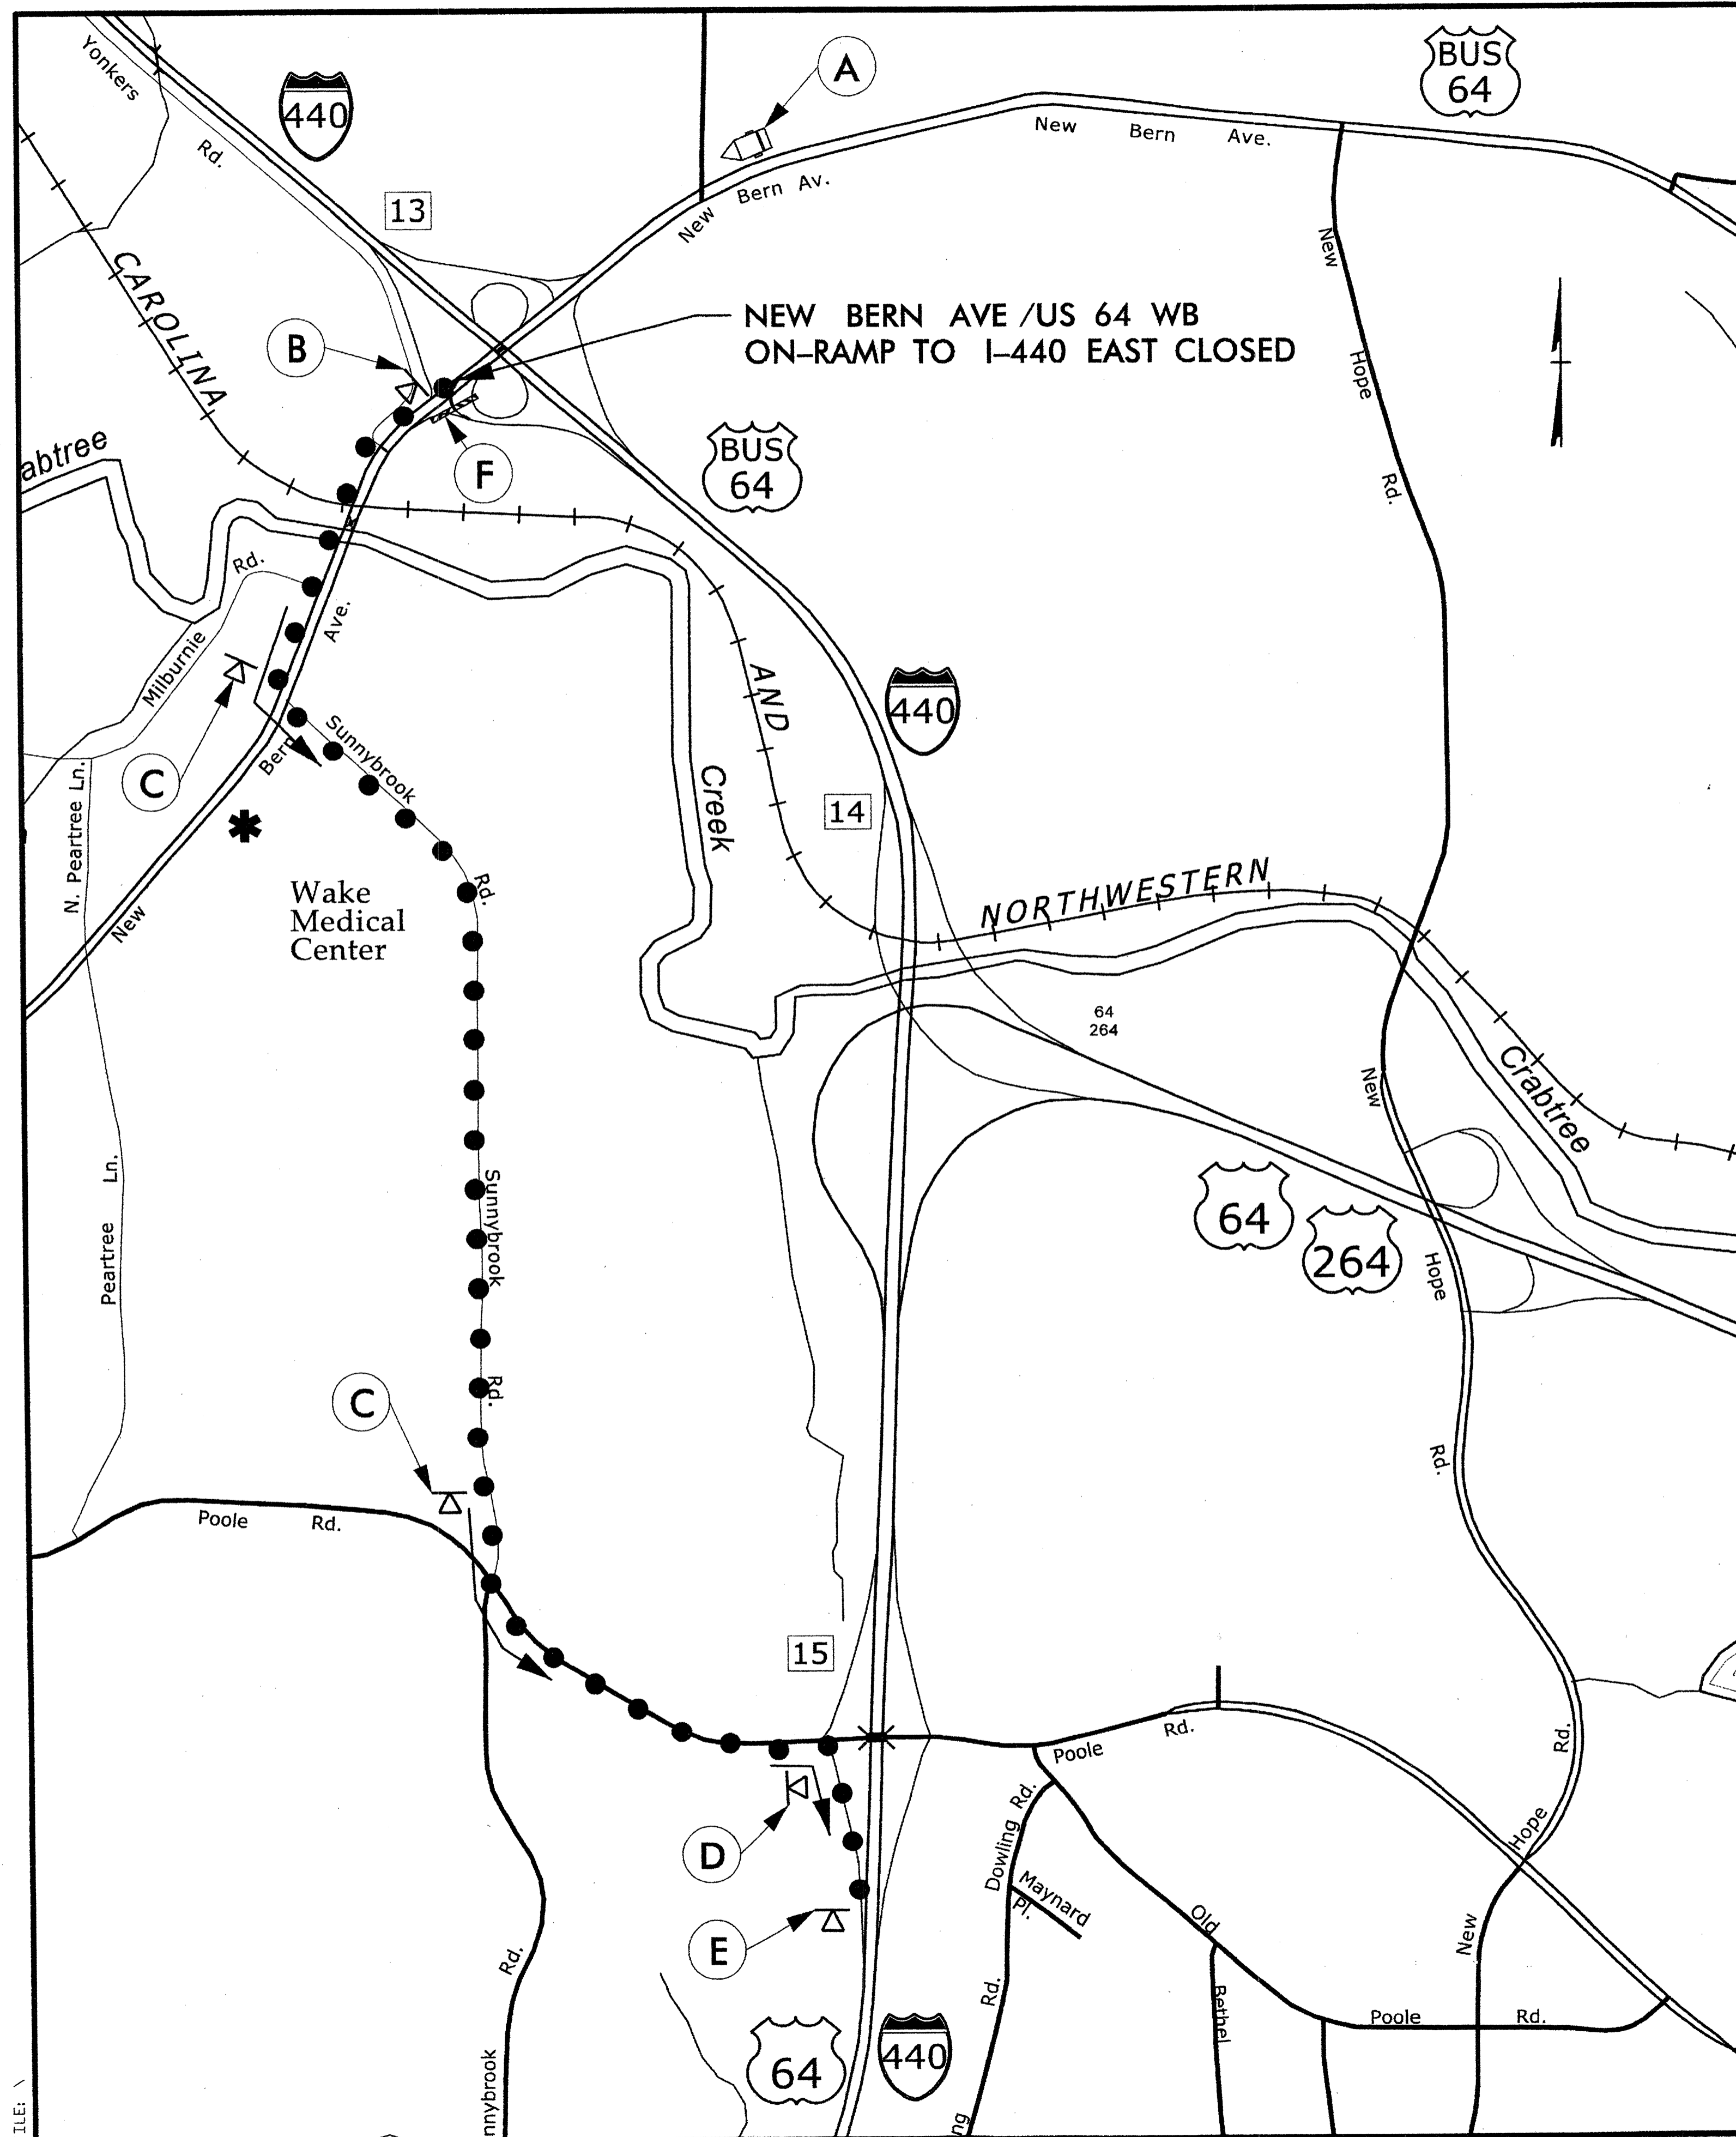 Yonkers
Rd.
440
A
BUS
64
New Bern Ave.
New Bern Av.
13
CAROLINA
B
NEW BERN AVE/US 64 WB
ON-RAMP TO I-440 EAST CLOSED
New
Hope
Rd.
abtree
F
BUS
64
Rd.
Milburnie
Ave.
C
Bern
Sunnybrook
Rd.
AND
440
Creek
14
N. Peartree Ln.
New
Wake
Medical
Center
NORTHWESTERN
64
264
New
Crabtree
Peartree Ln.
Sunnybrook
Rd.
64
264
Hope
Rd.
C
Poole Rd.
15
Poole Rd.
Rd.
Hope
New
D
E
Dowling Rd.
Maynard
Pl.
Old
Rd.
Rd.
Bethel
Poole Rd.
64
440
nnybrook
ng
ILE: \